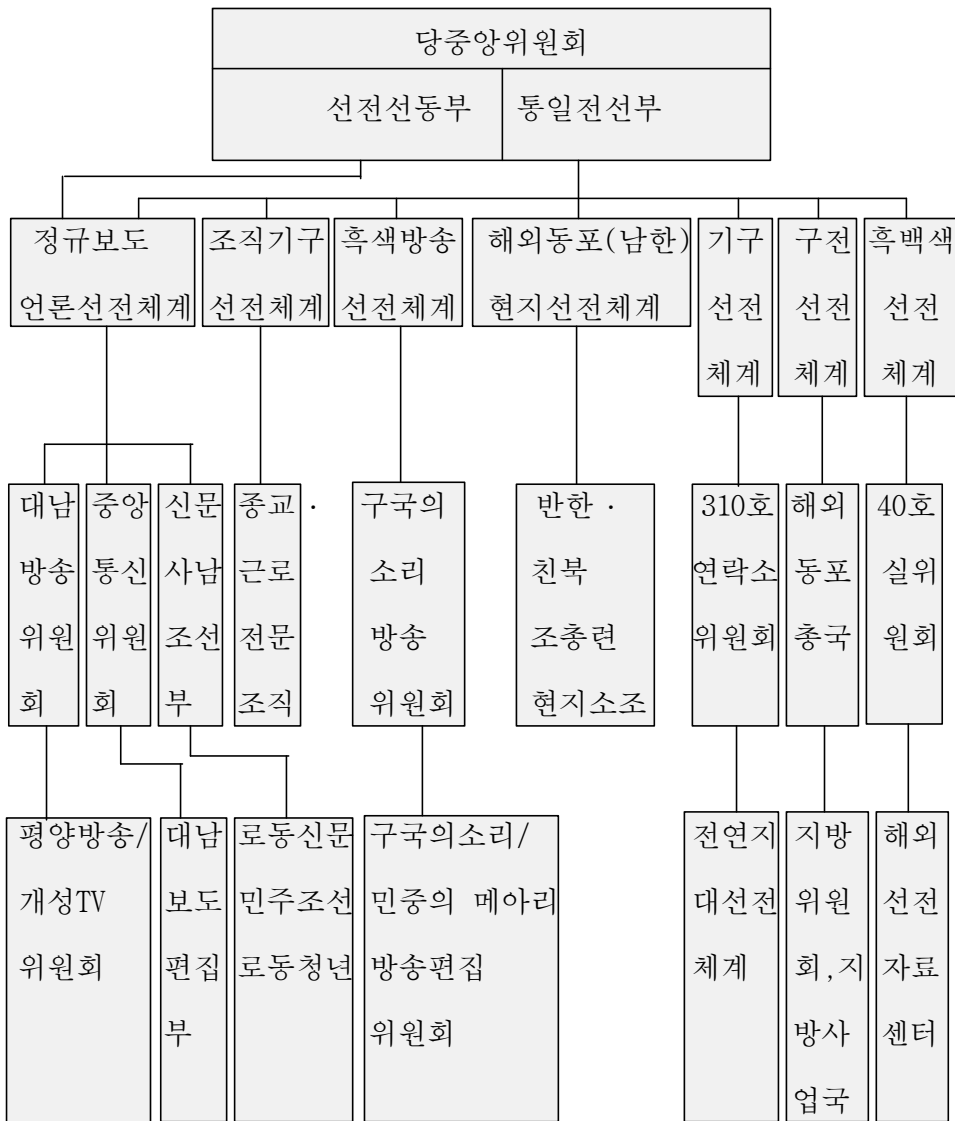 당중앙위원회
선전선동부
통일전선부
정규보도
언론선전체계
조직기구
선전체계
흑색방송
선전체계
해외동포(남한)
현지선전체계
기구
선전
체계
구전
선전
체계
흑백색
선전
체계
대남
방송
위원
회
중앙
통신
위원
회
신문
사남
조선
부
종교·
근로
전문
조직
구국의
소리
방송
위원회
반한·
친북
조총련
현지소조
310호
연락소
위원회
해외
동포
총국
40호
실위
원회
평양방송/
개성TV
위원회
대남
보도
편집
부
로동신문
민주조선
로동청년
구국의소리/
민중의 메아리
방송편집
위원회
전연지
대선전
체계
지방
위원
회,지
방사
업국
해외
선전
자료
센터